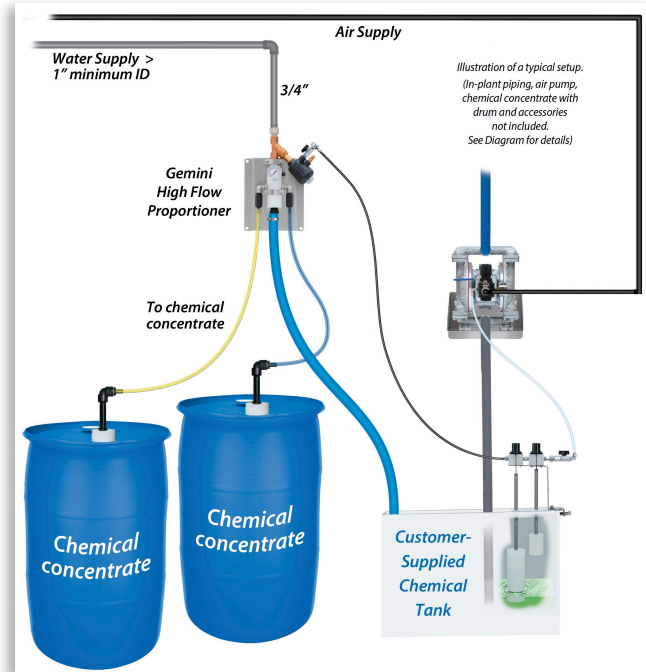 Air Supply
Water Supply >
1" minimum ID
3/4"
Illustration of a typical setup.
(In-plant piping, air pump,
chemical concentrate with
drum and accessories
not included.
See Diagram for details)
Gemini
High Flow
Proportioner
To chemical
concentrate
Chemical
concentrate
Chemical
concentrate
Customer-
Supplied
Chemical
Tank